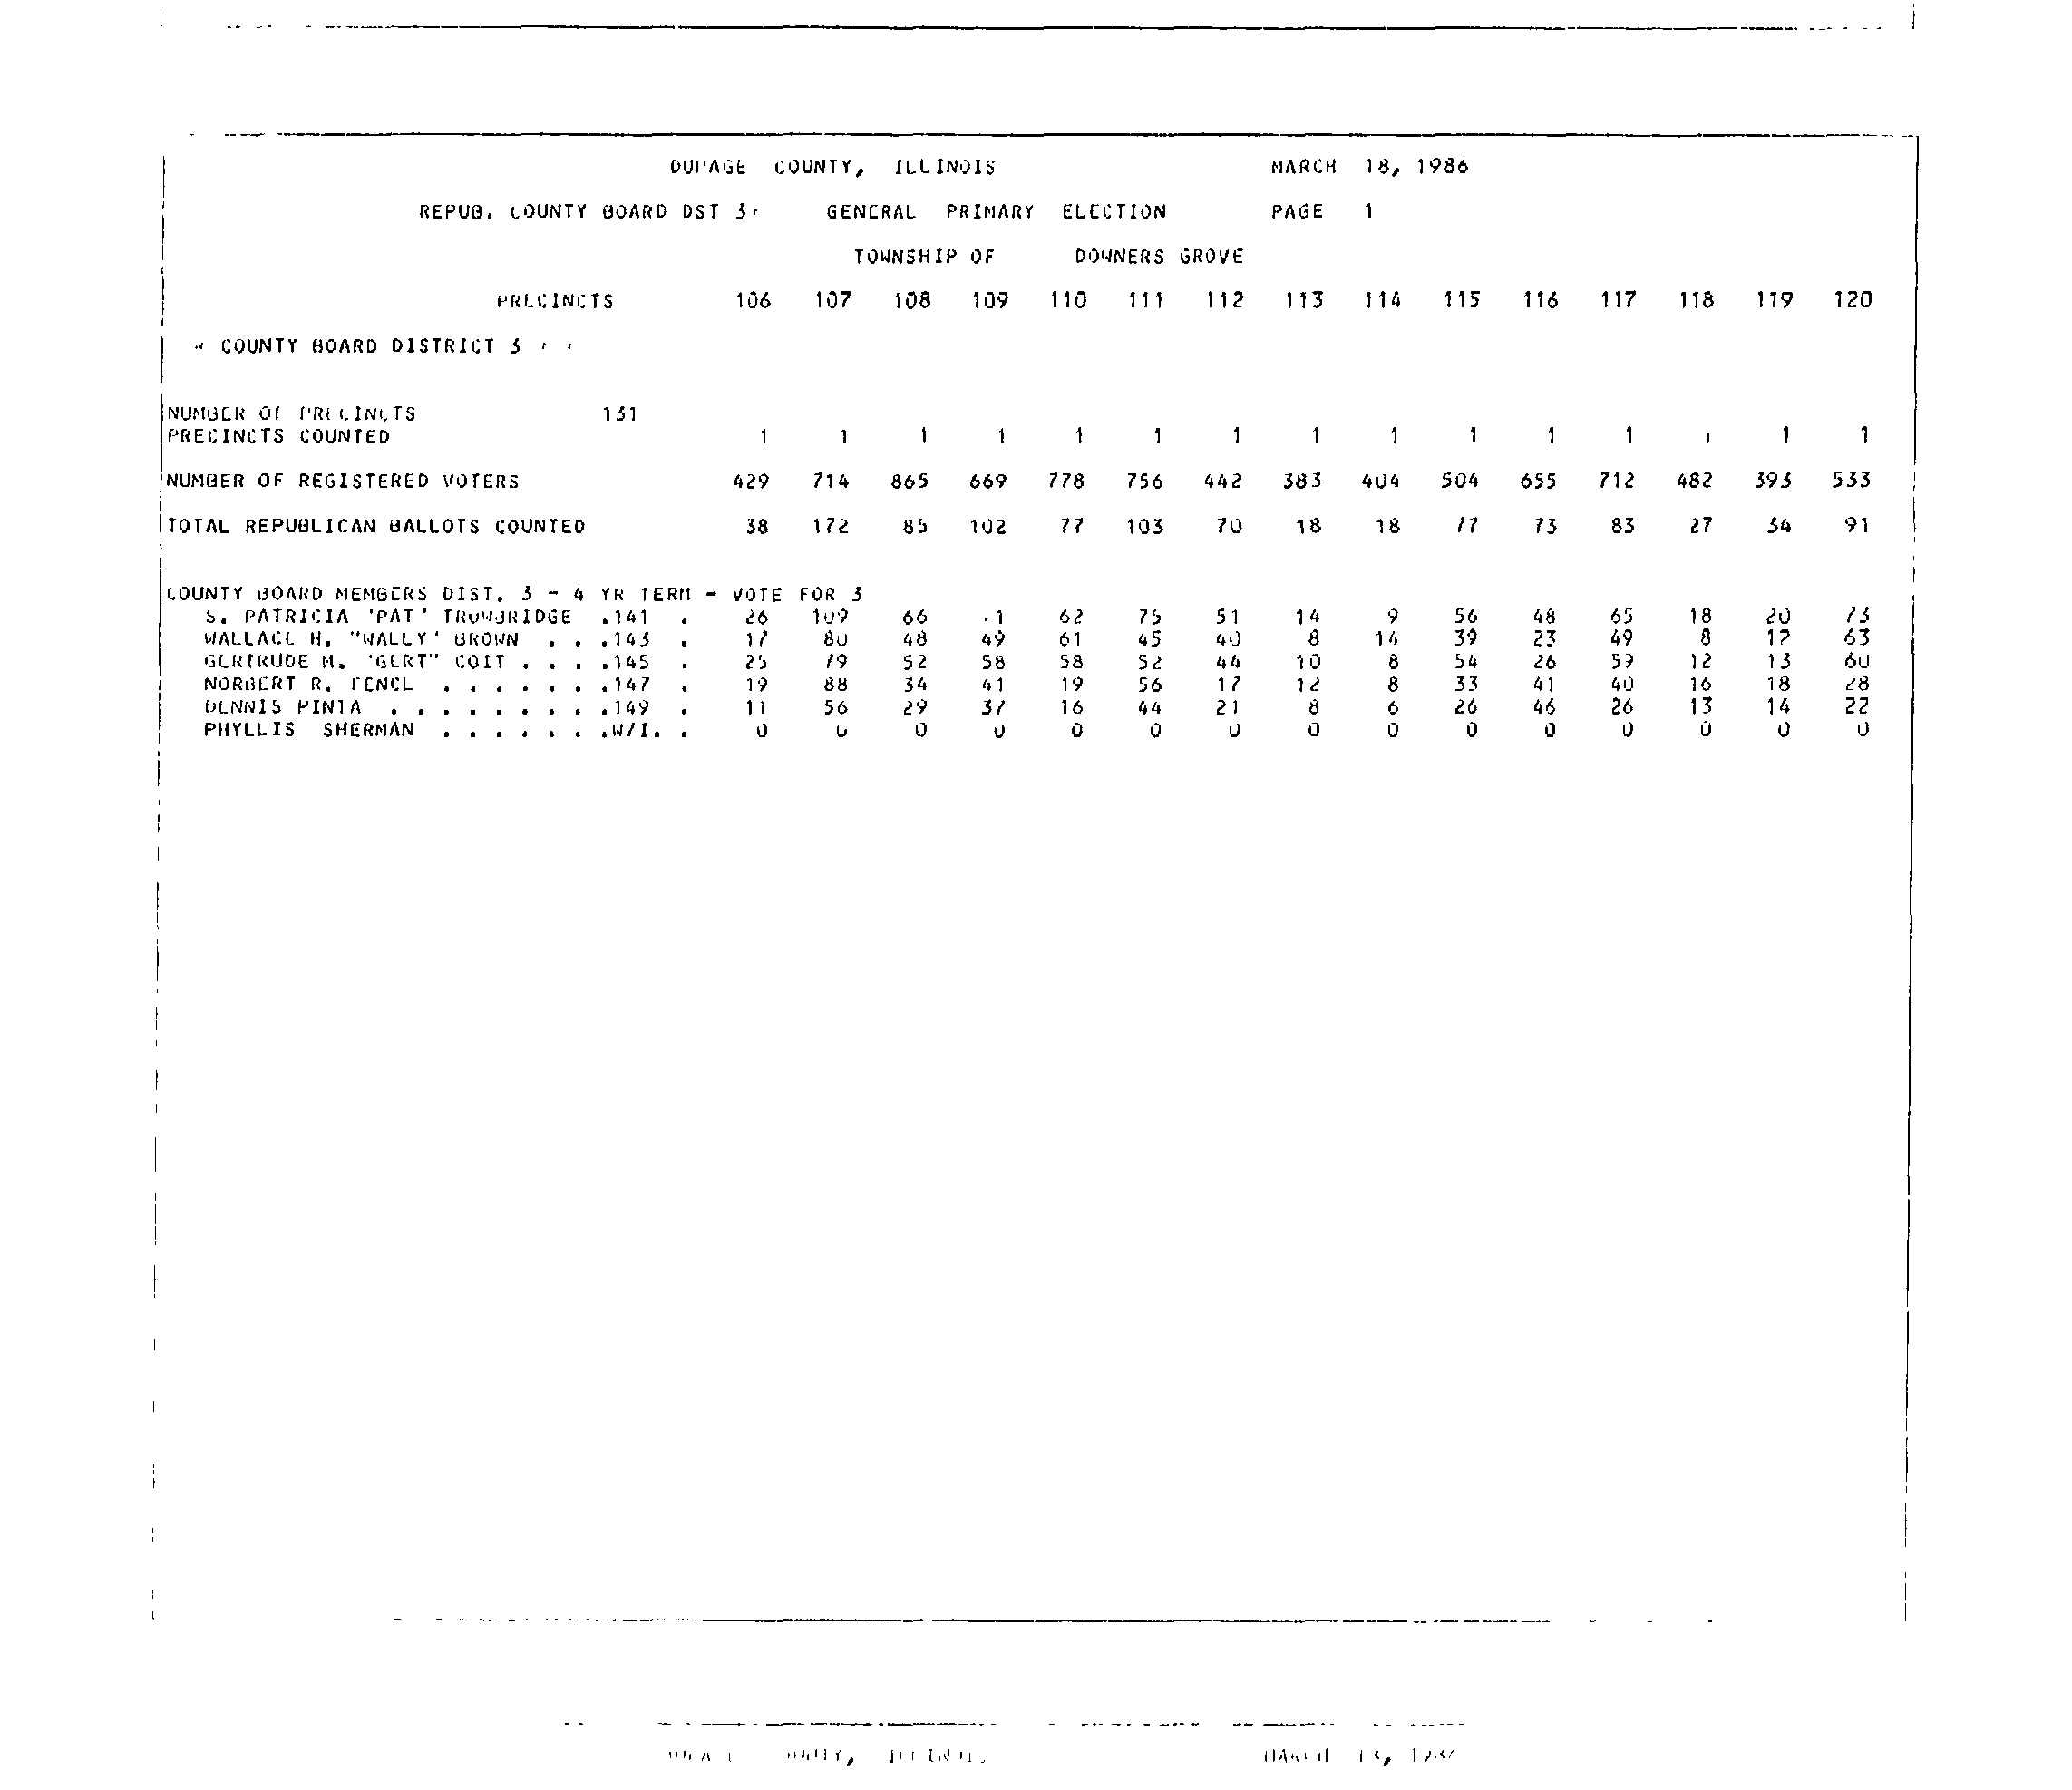 DUPAGE COUNTY, ILLINOIS MARCH 18, 1986
REPUB. COUNTY BOARD DST 3 GENERAL PRIMARY ELECTION PAGE 1
TOWNSHIP OF DOWNERS GROVE
PRECINCTS 106 107 108 109 110 111 112 113 114 115 116 117 118 119 120
COUNTY BOARD DISTRICT 3
NUMBER OF PRECINCTS 131
PRECINCTS COUNTED 1 1 1 1 1 1 1 1 1 1 1 1 1 1 1
NUMBER OF REGISTERED VOTERS 429 714 865 669 778 756 442 383 404 504 655 712 482 393 533
TOTAL REPUBLICAN BALLOTS COUNTED 38 172 85 102 77 103 70 18 18 77 73 83 27 34 91
COUNTY BOARD MEMBERS DIST. 3 - 4 YR TERM - VOTE FOR 3
S. PATRICIA "PAT" TROWBRIDGE .141 . 26 109 66 62 75 51 14 9 56 48 65 18 20 73
WALLACE H. "WALLY" BROWN . . .143 . 17 80 48 49 61 45 40 8 14 39 23 49 8 12 63
GERTRUDE M. "GERT" COIT . . . .145 . 25 79 52 58 58 52 44 10 8 54 26 12 13 60
NORBERT R. FENCL . . . . . . .147 . 19 88 34 41 19 56 17 12 8 33 41 40 16 18 28
DENNIS PINTA . . . . . . . . .149 . 11 56 29 37 16 44 21 8 6 26 46 26 13 14 22
PHYLLIS SHERMAN . . . . . . .W/I. . 0 0 0 0 0 0 0 0 0 0 0 0 0 0 0